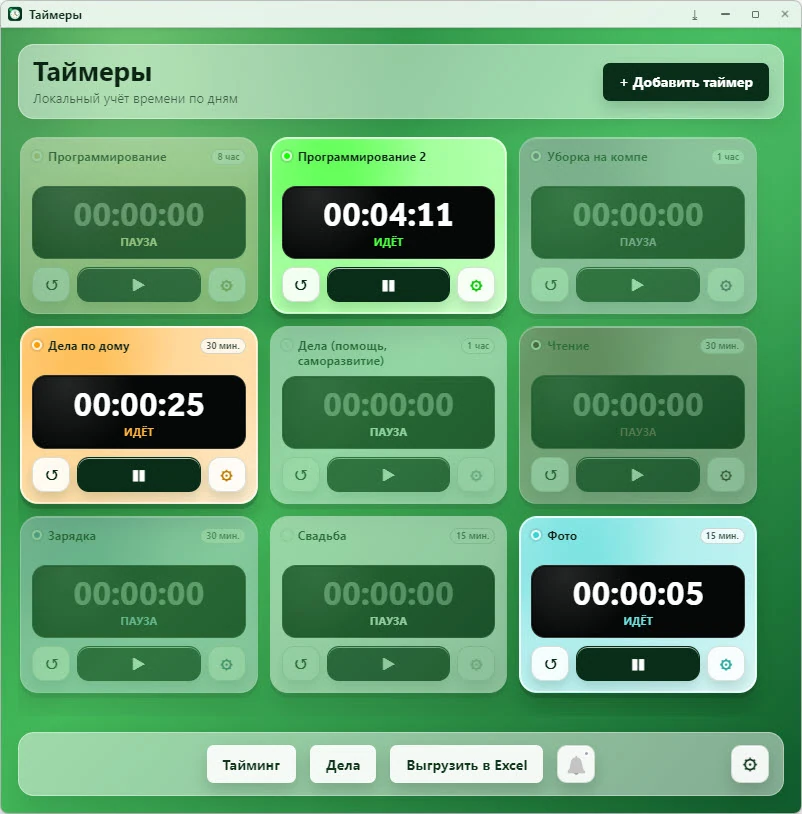 Таймеры
Таймеры
Локальный учёт времени по дням
+ Добавить таймер
Программирование
8 час
00:00:00
ПАУЗА
Программирование 2
00:04:11
ИДЁТ
Уборка на компе
1 час
00:00:00
ПАУЗА
Дела по дому
30 мин.
00:00:25
ИДЁТ
Дела (помощь,
саморазвитие)
1 час
00:00:00
ПАУЗА
Чтение
30 мин.
00:00:00
ПАУЗА
Зарядка
30 мин.
00:00:00
ПАУЗА
Свадьба
15 мин.
00:00:00
ПАУЗА
Фото
15 мин.
00:00:05
ИДЁТ
Тайминг
Дела
Выгрузить в Excel